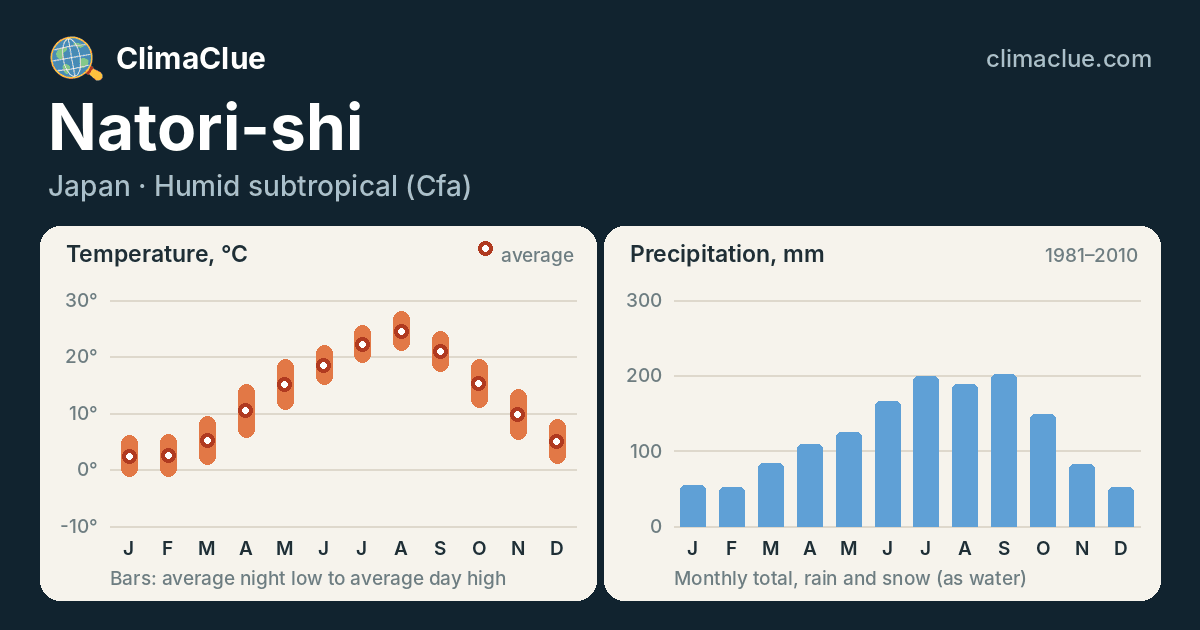 ClimaClue
climaclue.com
Natori-shi
Japan · Humid subtropical (Cfa)
Temperature, °C
average
30°
20°
10°
0°
-10°
J F M A M J J A S O N D
Bars: average night low to average day high
Precipitation, mm
1981–2010
300
200
100
0
J F M A M J J A S O N D
Monthly total, rain and snow (as water)